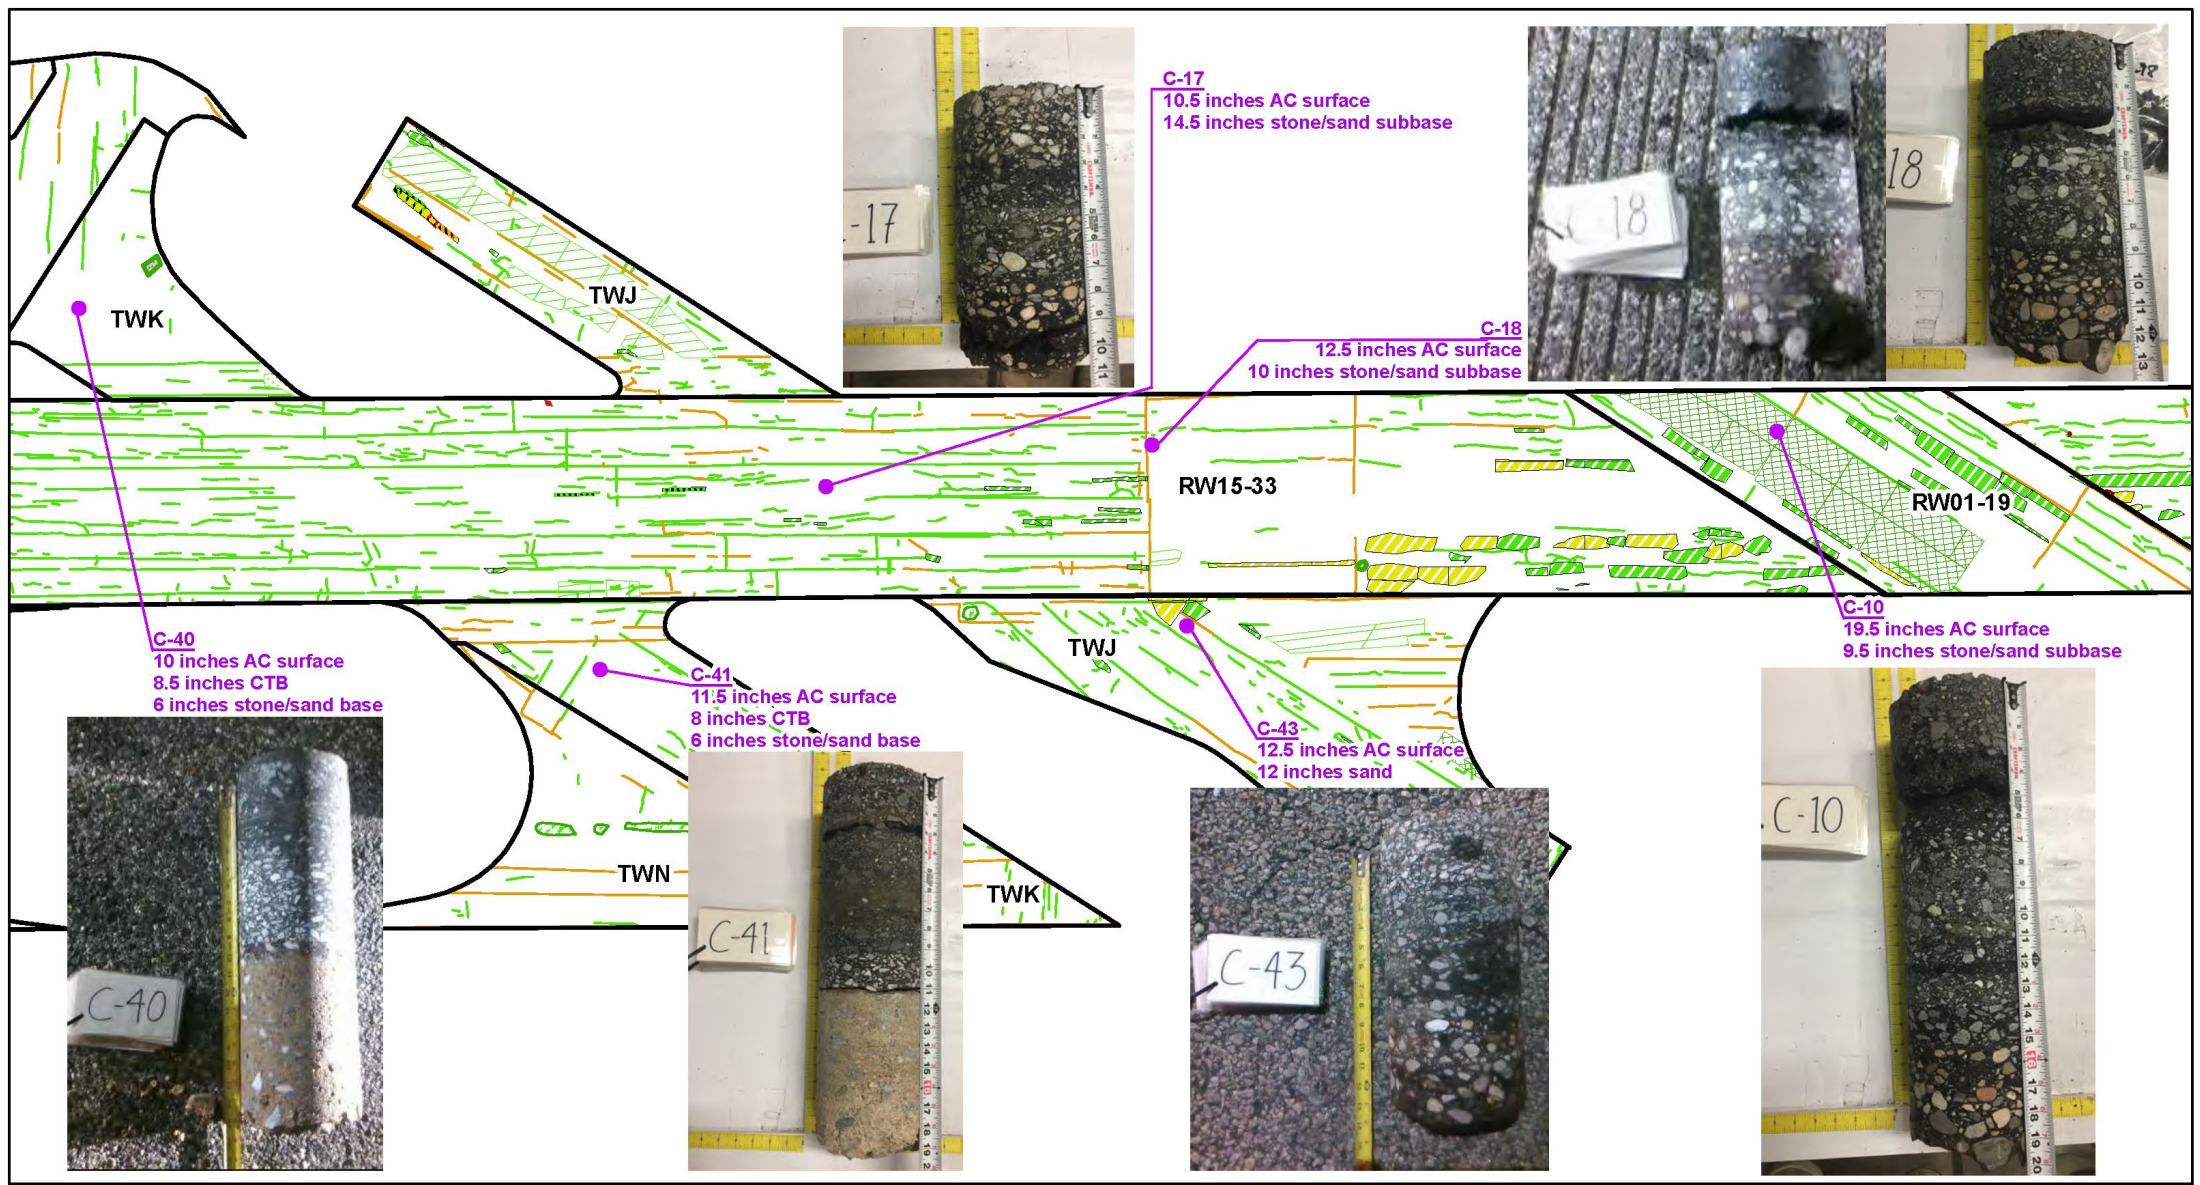 C-17
10.5 inches AC surface
14.5 inches stone/sand subbase
-17
18
18
-18
TWJ
TWK
C-18
12.5 inches AC surface
10 inches stone/sand subbase
RW15-33
RW01-19
C-10
19.5 inches AC surface
9.5 inches stone/sand subbase
C-40
10 inches AC surface
8.5 inches CTB
6 inches stone/sand base
C-41
11.5 inches AC surface
8 inches CTB
6 inches stone/sand base
TWJ
C-43
12.5 inches AC surface
12 inches sand
TWN
TWK
C-40
C-41
C-43
C-10